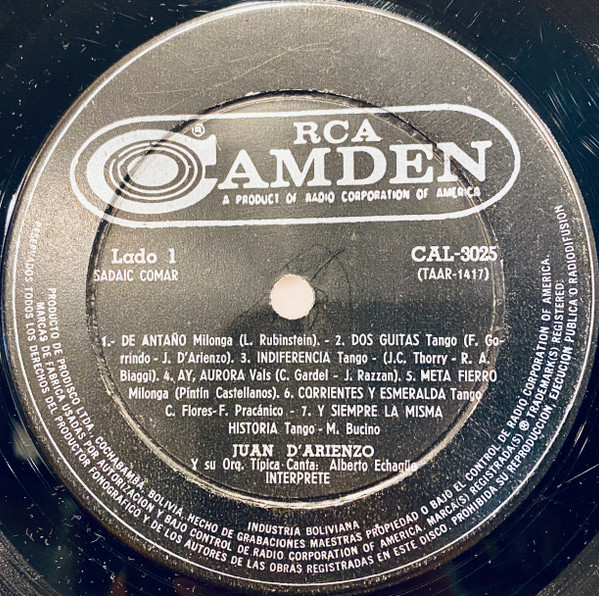 RCA
CAMDEN
®
A PRODUCT OF RADIO CORPORATION OF AMERICA
Lado 1
SADAIC COMAR
CAL-3025
(TAAR-1417)
1.- DE ANTAÑO Milonga (L. Rubinstein). - 2. DOS GUITAS Tango (F. Go-
rrindo - J. D'Arienzo). 3. INDIFERENCIA Tango - (J.C. Thorry - R. A.
Biaggi). 4. AY, AURORA Vals (C. Gardel - J. Razzan). 5. META FIERRO
Milonga (Pintín Castellanos). 6. CORRIENTES Y ESMERALDA Tango
C. Flores-F. Pracánico - 7. Y SIEMPRE LA MISMA
HISTORIA Tango - M. Bucino
JUAN D'ARIENZO
Y su Orq. Típica-Canta: Alberto Echagüe
INTERPRETE
INDUSTRIA BOLIVIANA
PRODUCTO DE PRODISCO LTDA. COCHABAMBA, BOLIVIA, HECHO DE GRABACIONES MAESTRAS PROPIEDAD O BAJO EL CONTROL DE RADIO CORPORATION OF AMERICA.
MARCAS DE FABRICA USADAS POR AUTORIZACION Y BAJO CONTROL DE RADIO CORPORATION OF AMERICA. MARCA(S) REGISTRADA(S) ® TRADEMARK(S) REGISTERED:
RESERVADOS TODOS LOS DERECHOS DEL PRODUCTOR FONOGRAFICO Y DE LOS AUTORES DE LAS OBRAS REGISTRADAS EN ESTE DISCO. PROHIBIDA SU REPRODUCCION, EJECUCION PUBLICA O RADIODIFUSION